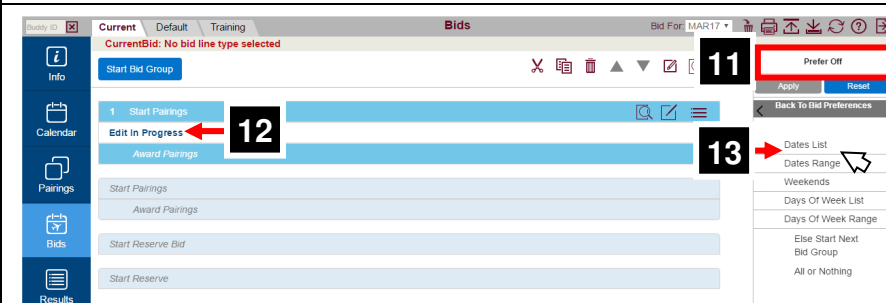 Buddy ID
Current Default Training Bids Bid For: MAR17
CurrentBid: No bid line type selected
Start Bid Group
11 Prefer Off
Apply Reset
Back To Bid Preferences
Info
1 Start Pairings
Calendar
Edit In Progress 12
Award Pairings
13 Dates List
Dates Range
Weekends
Pairings
Start Pairings
Days Of Week List
Award Pairings
Days Of Week Range
Bids
Start Reserve Bid
Else Start Next
Bid Group
All or Nothing
Start Reserve
Results